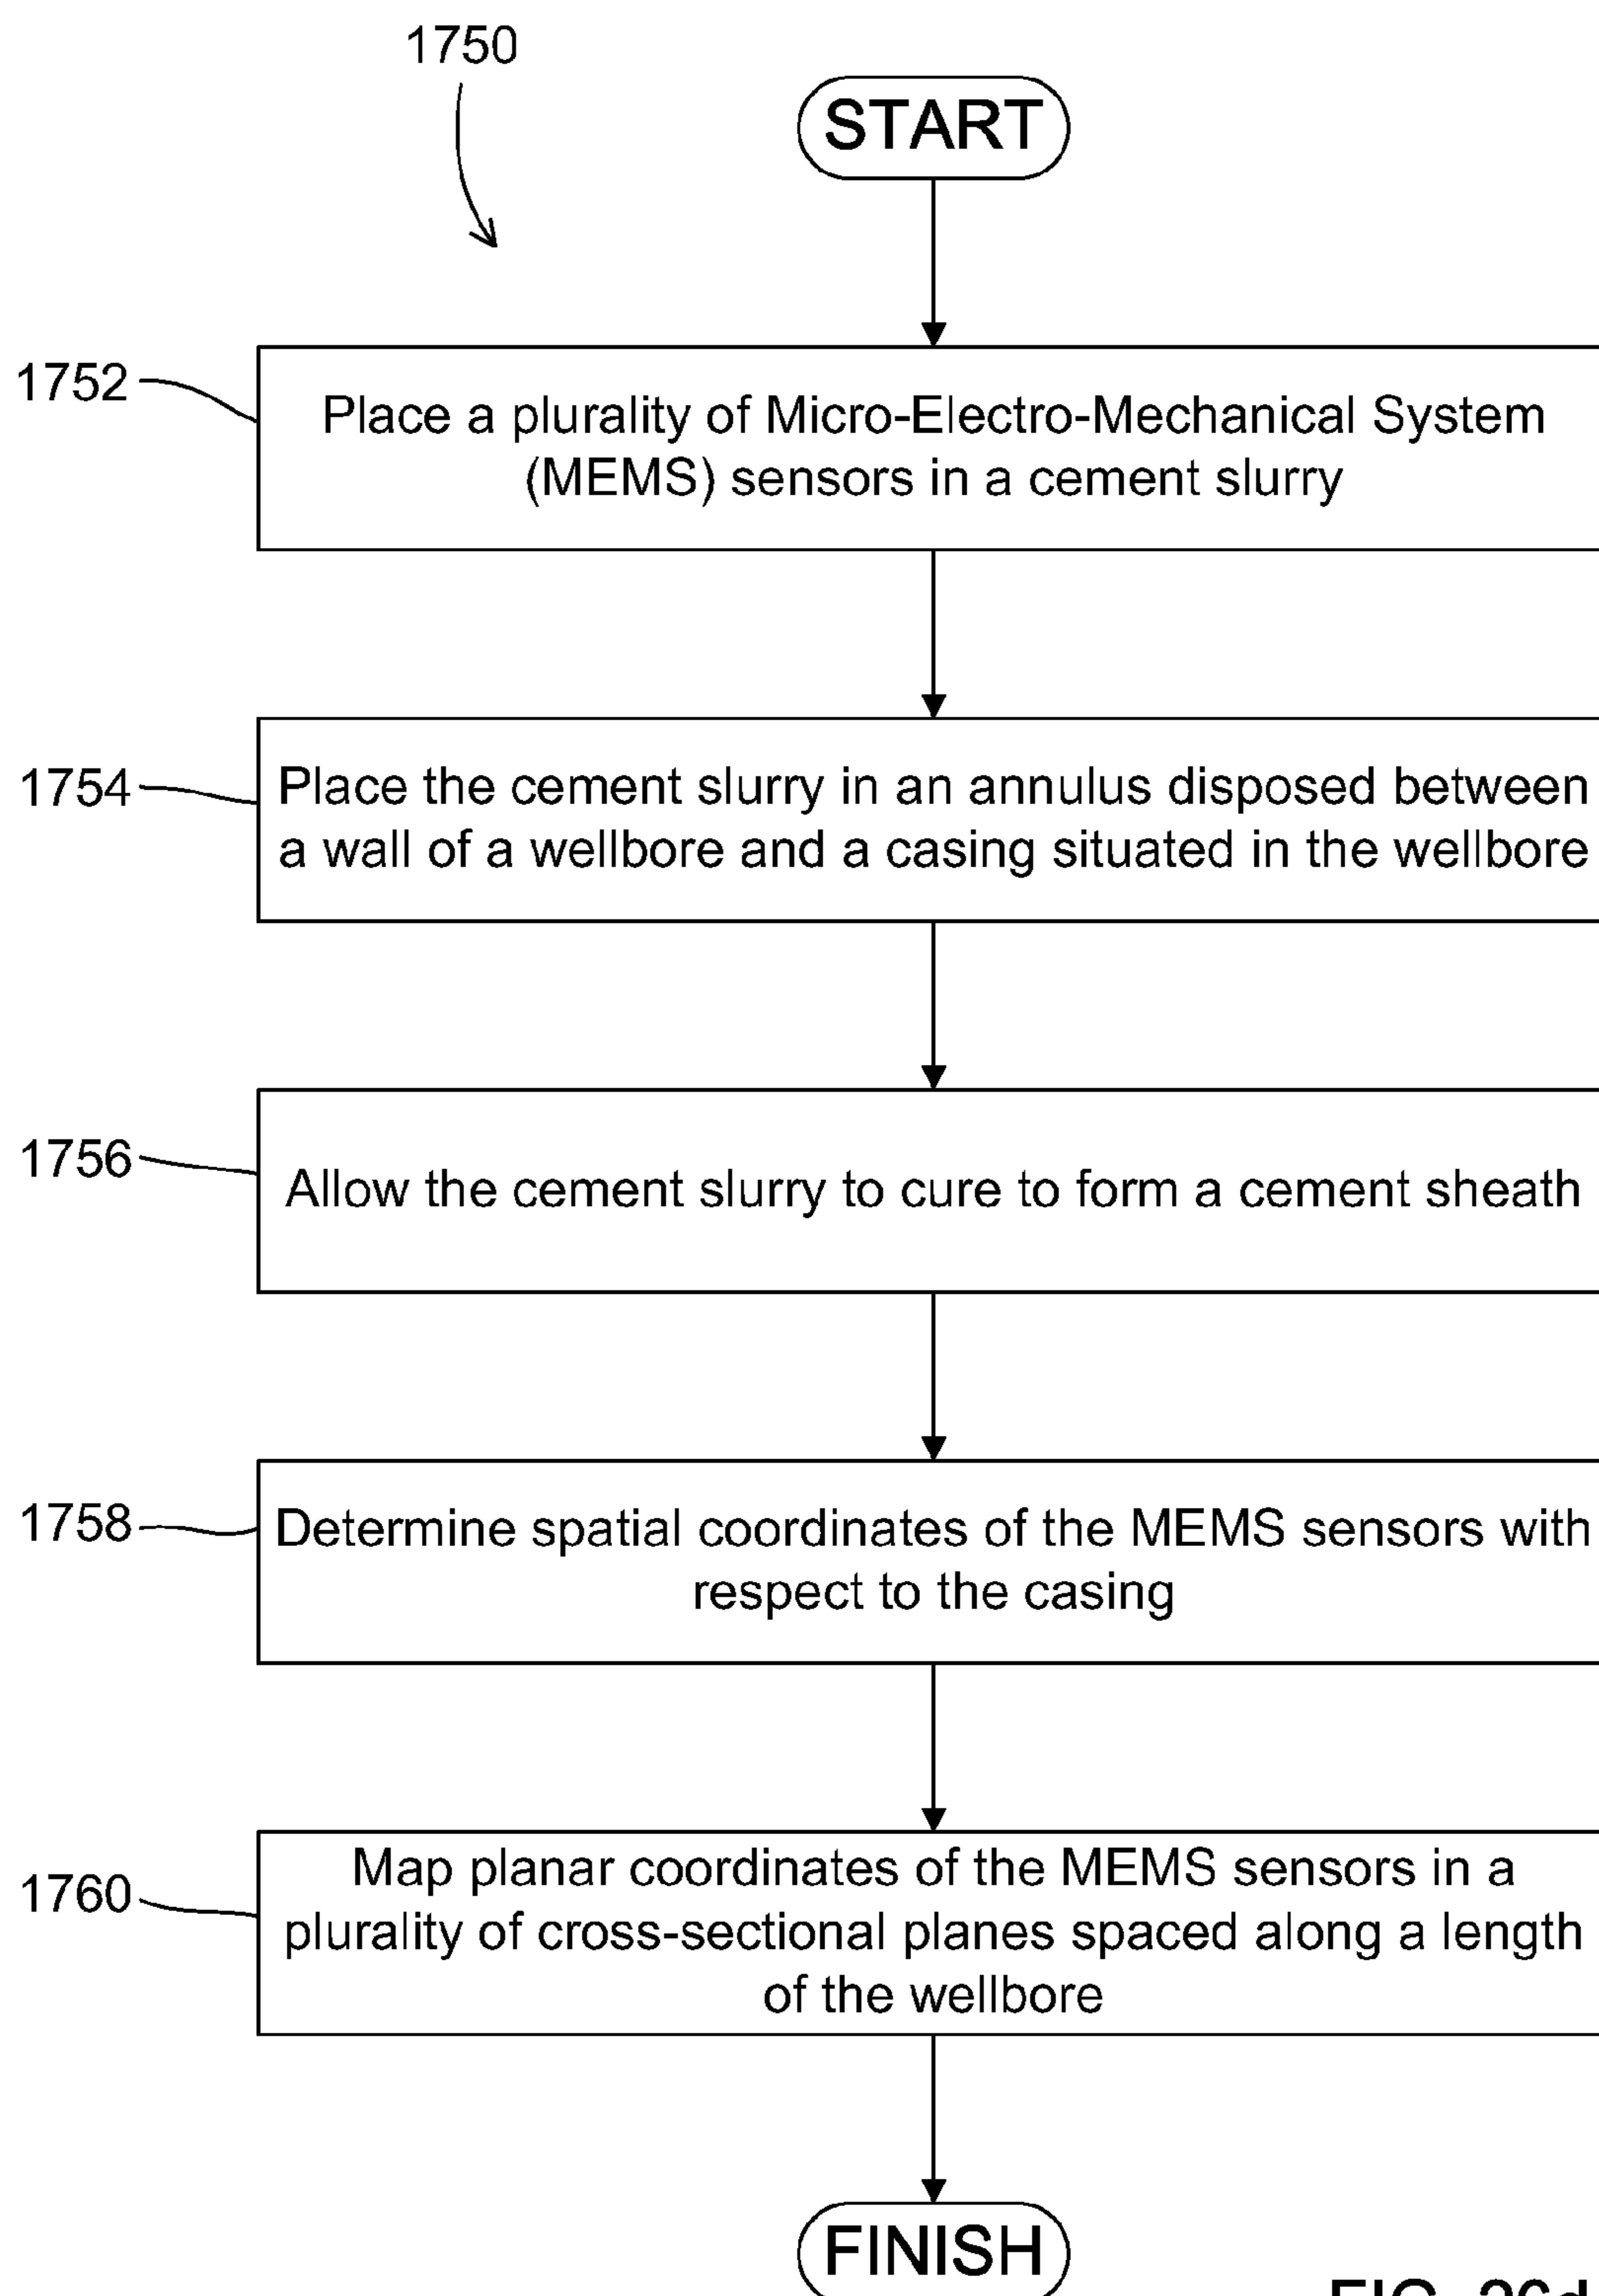 1750
START
1752
Place a plurality of Micro-Electro-Mechanical System
(MEMS) sensors in a cement slurry
1754
Place the cement slurry in an annulus disposed between
a wall of a wellbore and a casing situated in the wellbore
1756
Allow the cement slurry to cure to form a cement sheath
1758
Determine spatial coordinates of the MEMS sensors with
respect to the casing
1760
Map planar coordinates of the MEMS sensors in a
plurality of cross-sectional planes spaced along a length
of the wellbore
FINISH
FIG. 26d